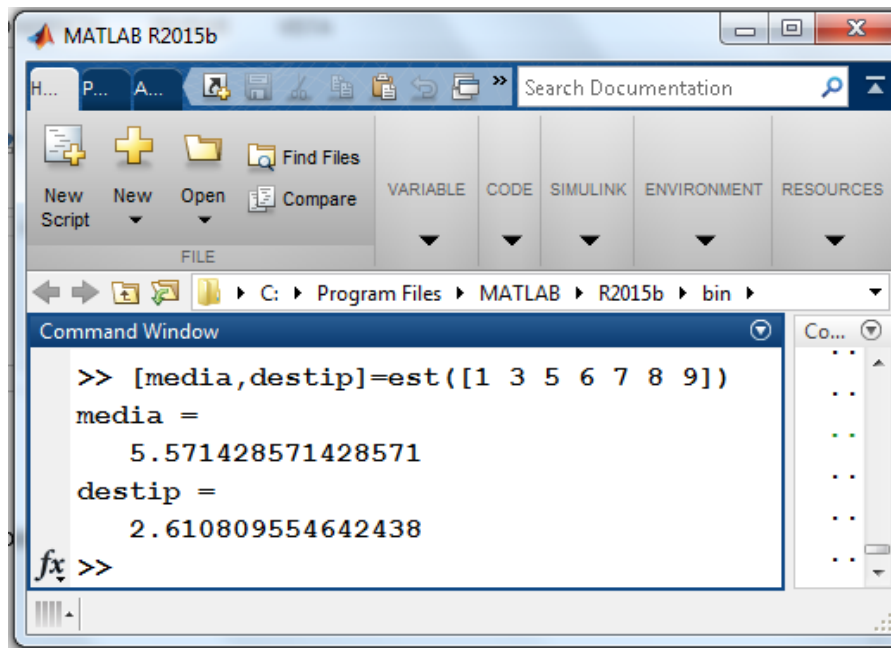 MATLAB R2015b
H... P... A... Search Documentation
New Script New Open Find Files Compare
VARIABLE CODE SIMULINK ENVIRONMENT RESOURCES
FILE
C: Program Files MATLAB R2015b bin
Command Window Co...
>> [media,destip]=est([1 3 5 6 7 8 9])
media =
5.571428571428571
destip =
2.610809554642438
fx >>